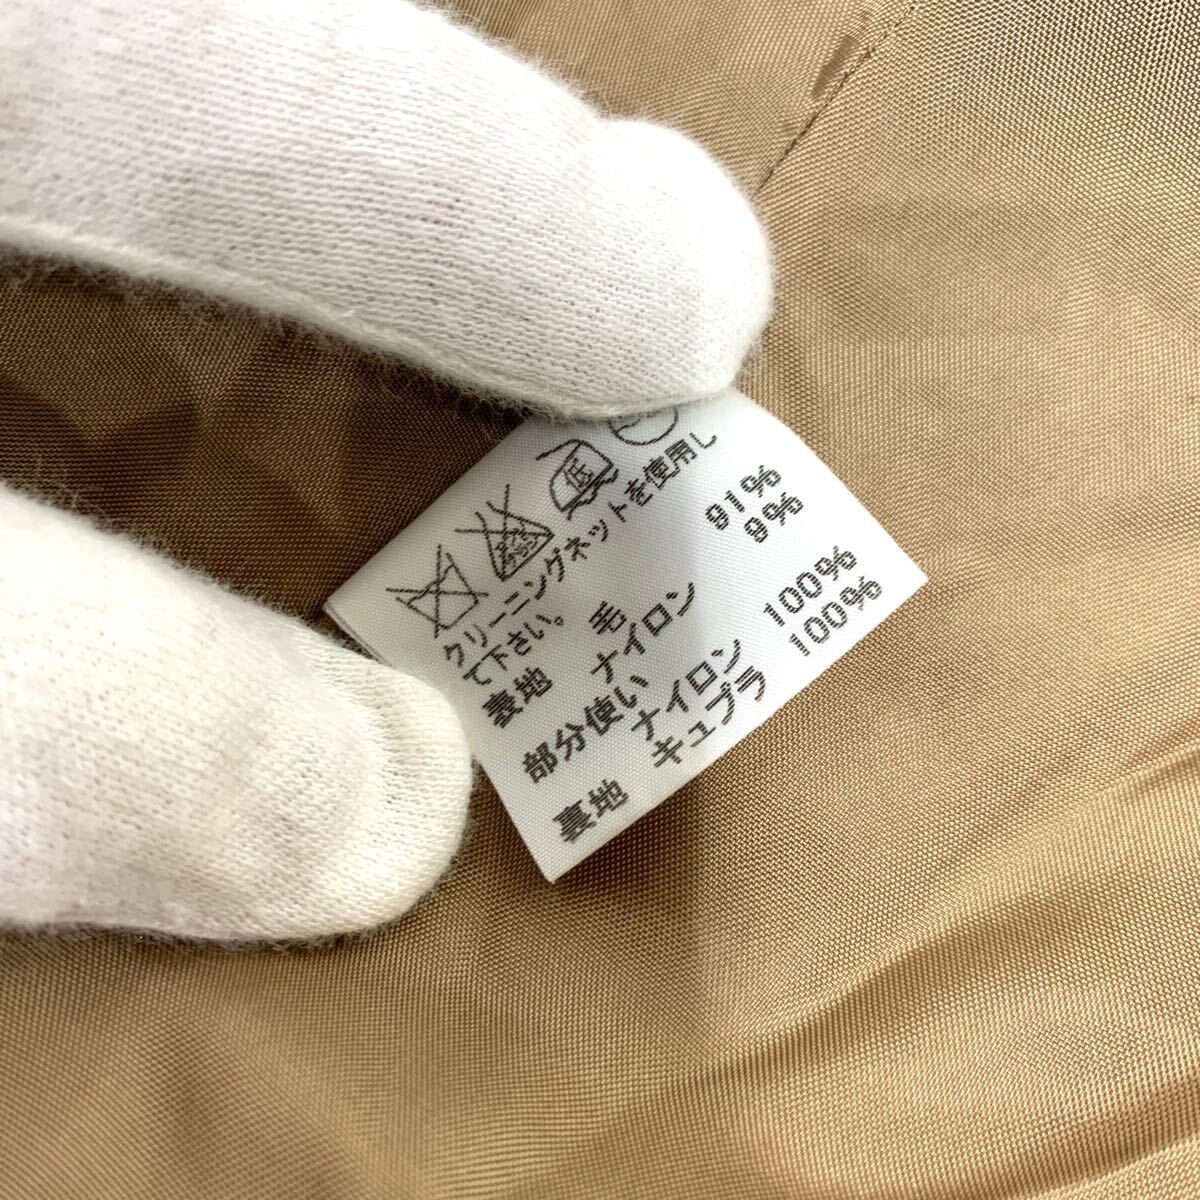 低
クリーニングネットを使用し
て下さい。
表地 毛 91%
ナイロン 9%
部分使い
ナイロン 100%
裏地 キュプラ 100%